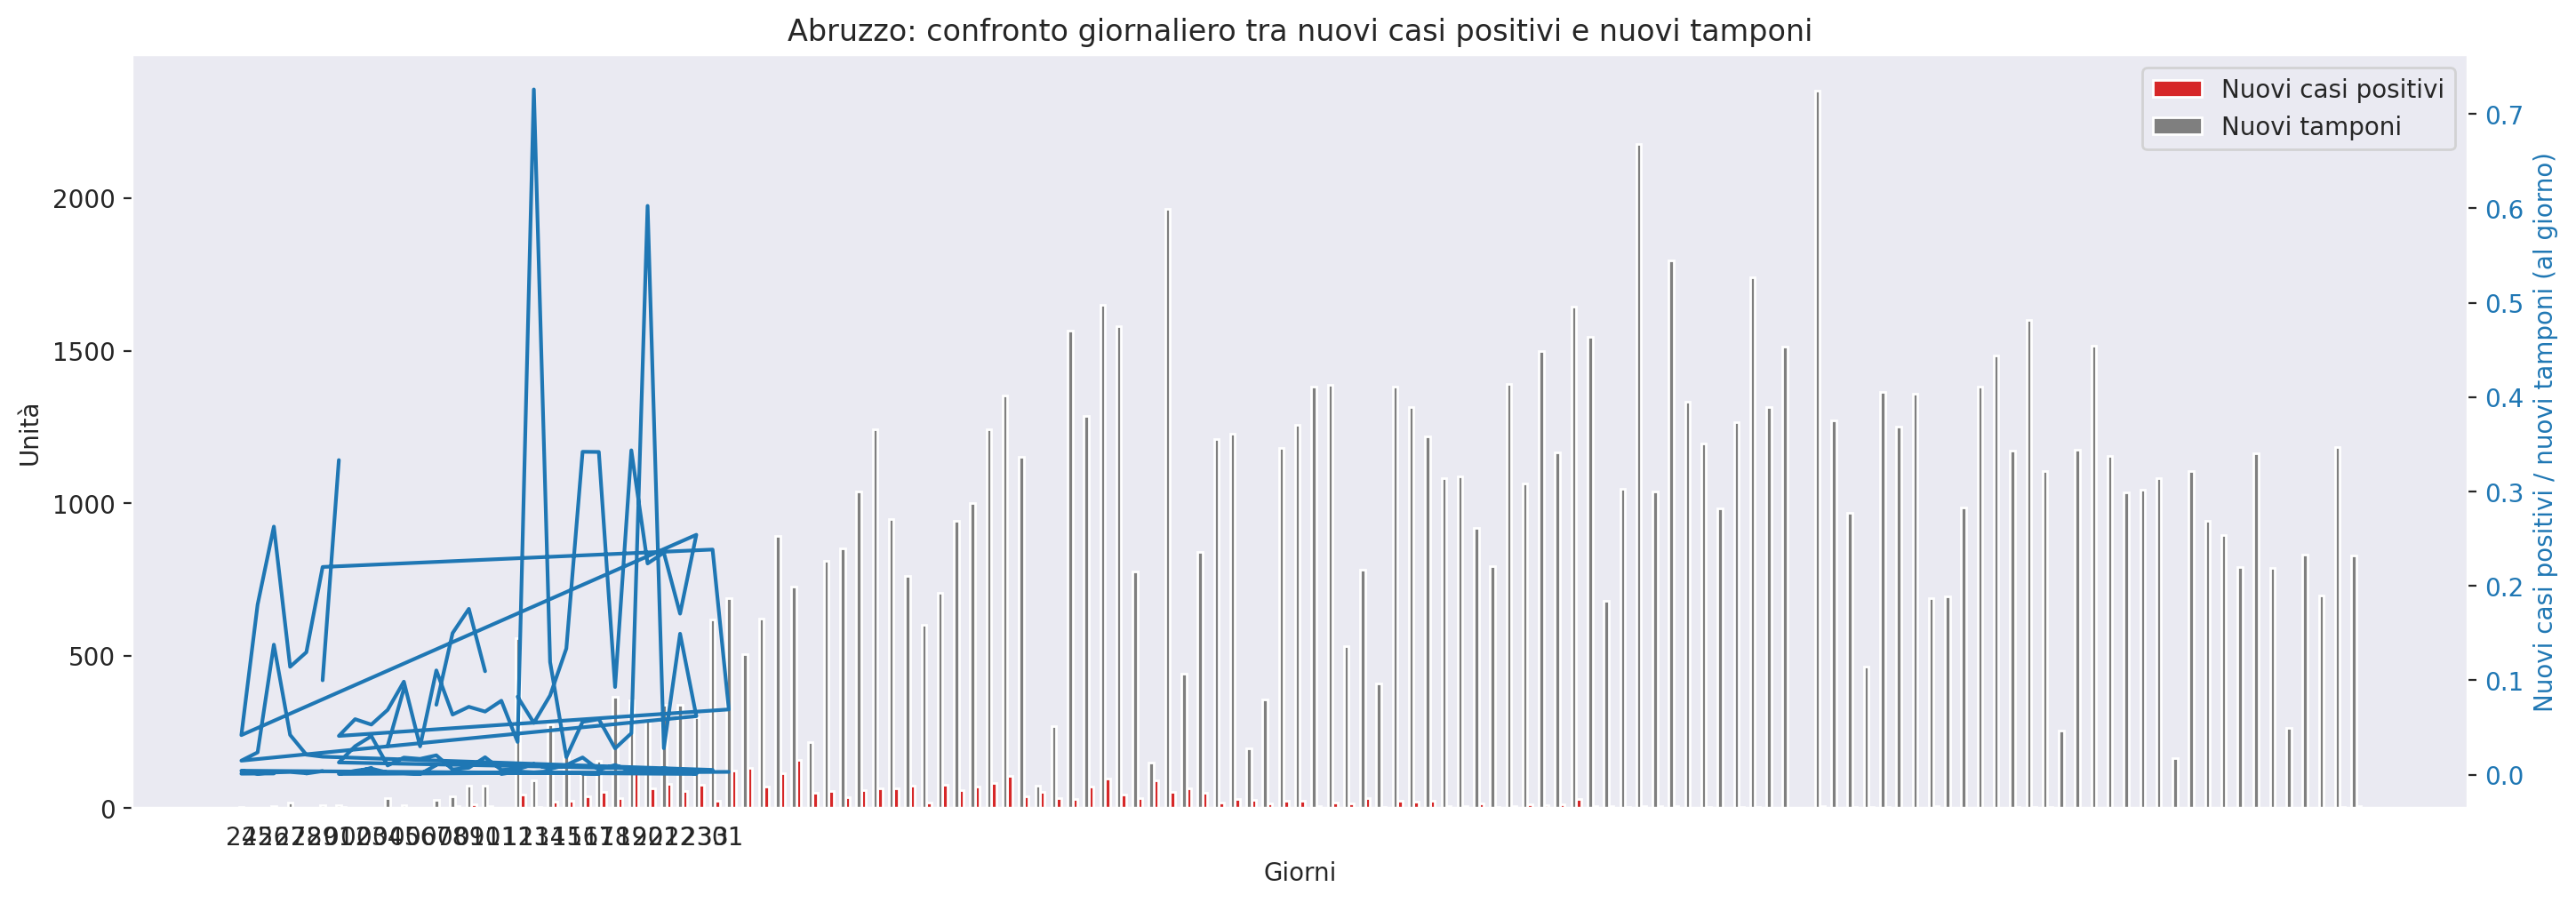 Abruzzo: confronto giornaliero tra nuovi casi positivi e nuovi tamponi
Nuovi casi positivi
Nuovi tamponi
2000
1500
1000
500
0
Unità
0.7
0.6
0.5
0.4
0.3
0.2
0.1
0.0
Nuovi casi positivi / nuovi tamponi (al giorno)
Giorni